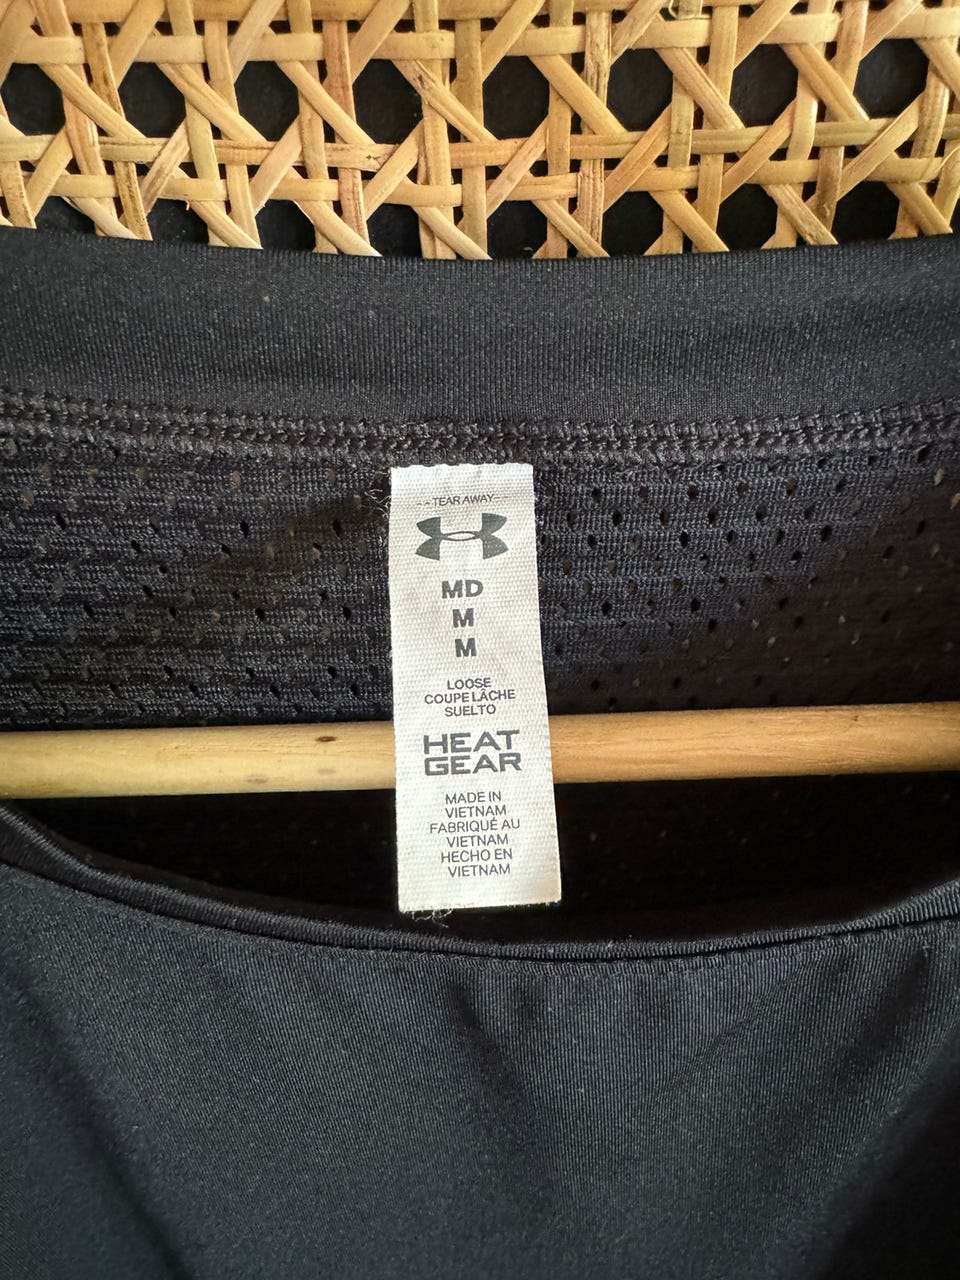 - - TEAR AWAY - -
MD
M
M
LOOSE
COUPE LÂCHE
SUELTO
HEAT
GEAR
MADE IN
VIETNAM
FABRIQUÉ AU
VIETNAM
HECHO EN
VIETNAM